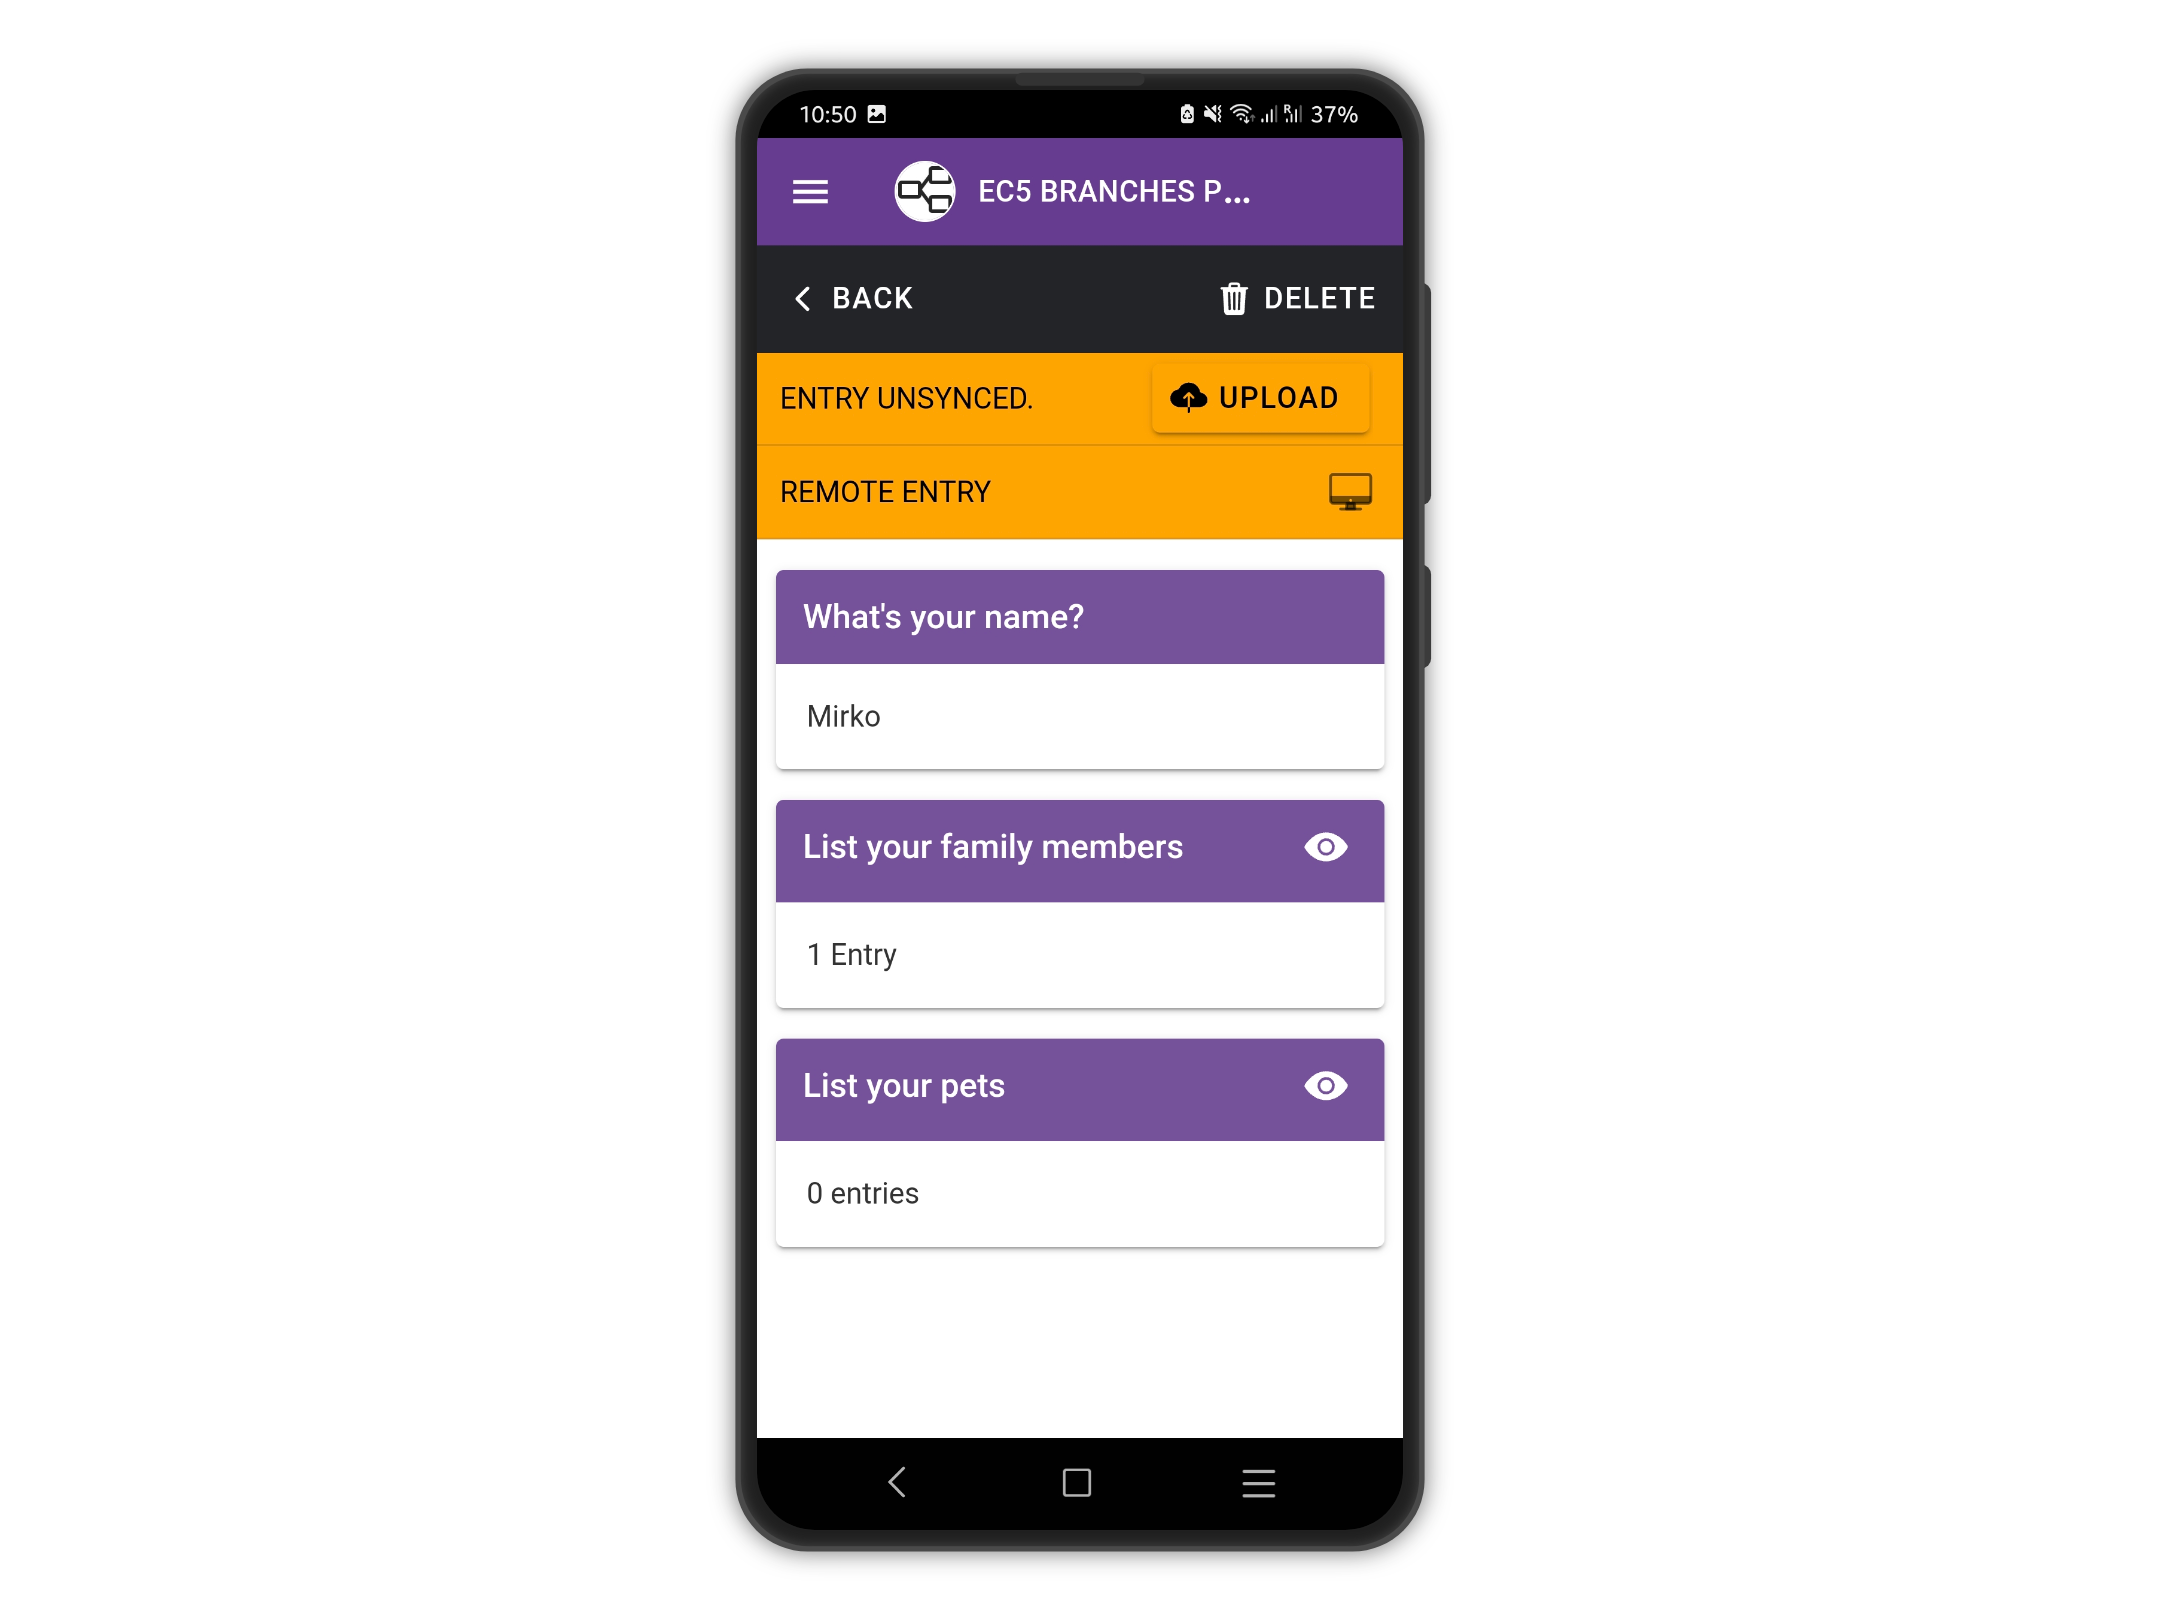 10:50
R
37%
EC5 BRANCHES P...
BACK
DELETE
ENTRY UNSYNCED.
UPLOAD
REMOTE ENTRY
What's your name?
Mirko
List your family members
1 Entry
List your pets
0 entries